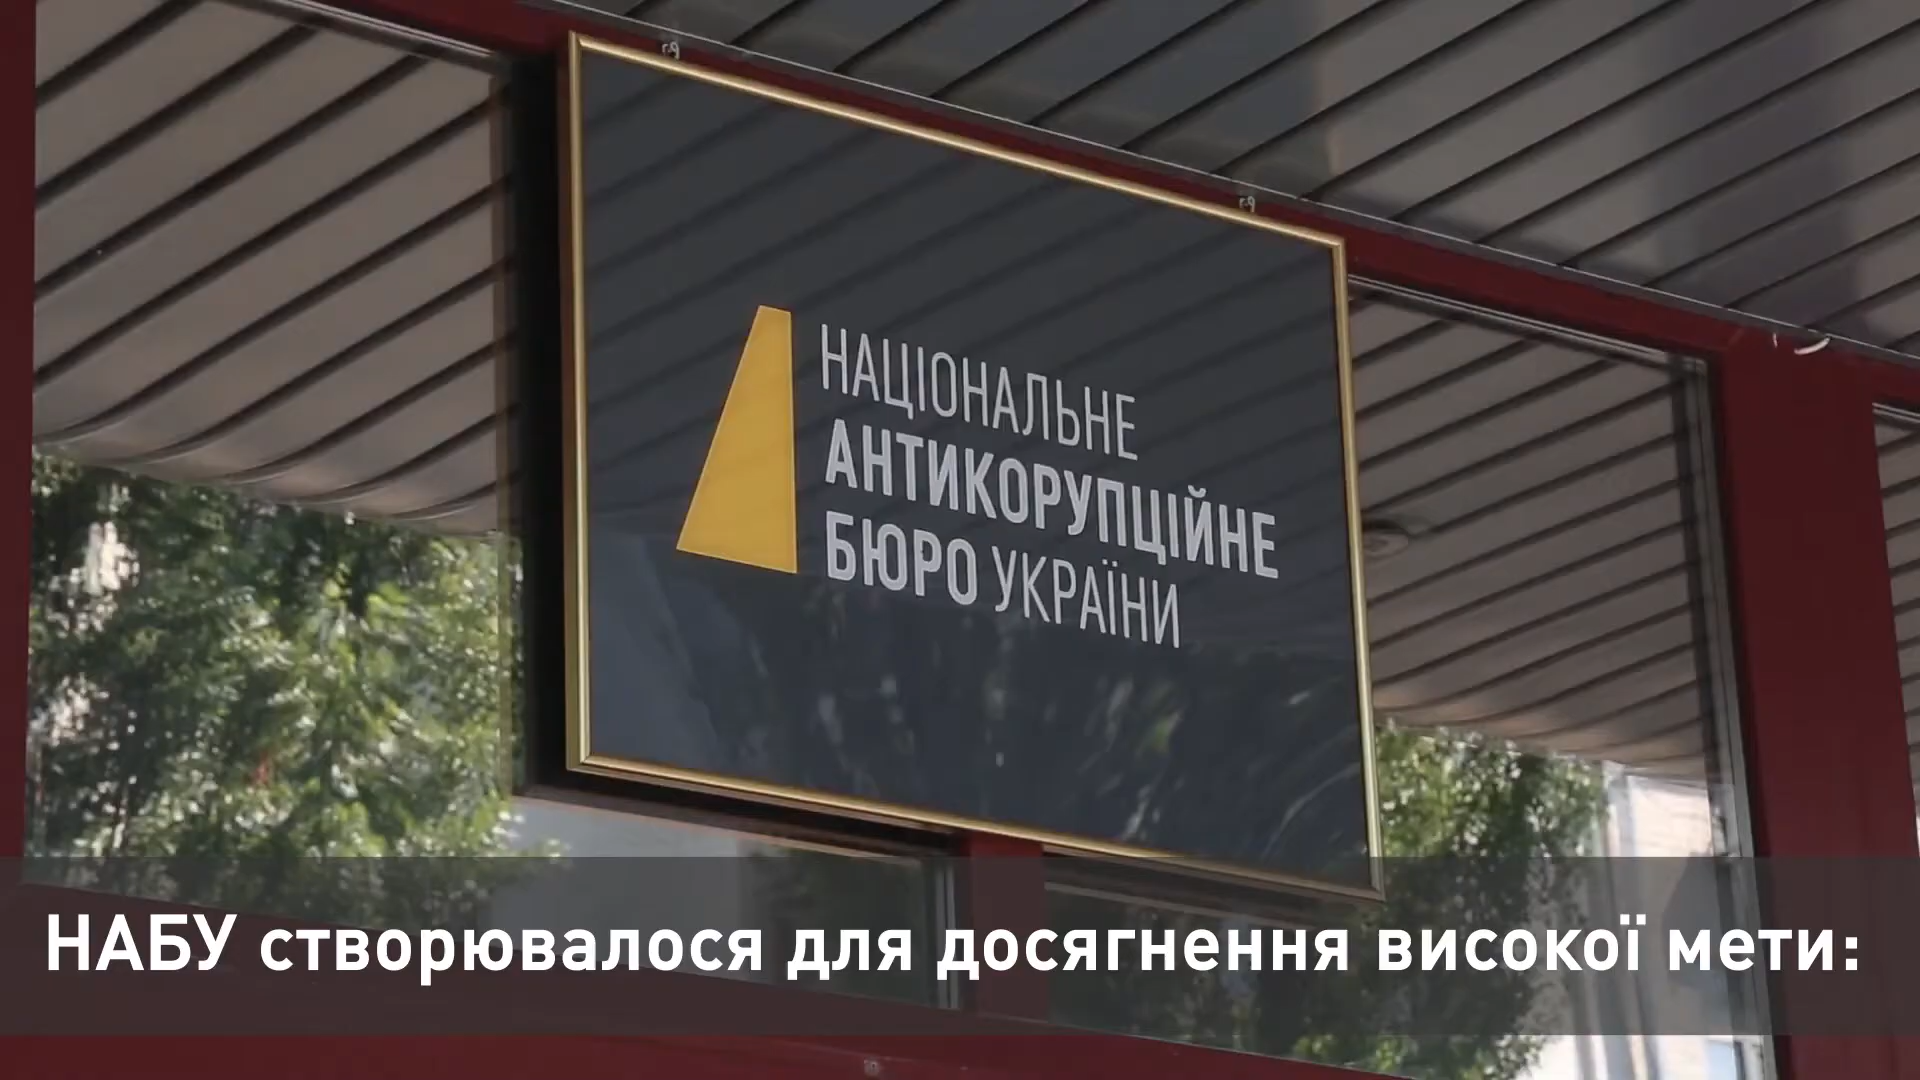 НАЦІОНАЛЬНЕ
АНТИКОРУПЦІЙНЕ
БЮРО УКРАЇНИ
НАБУ створювалося для досягнення високої мети: